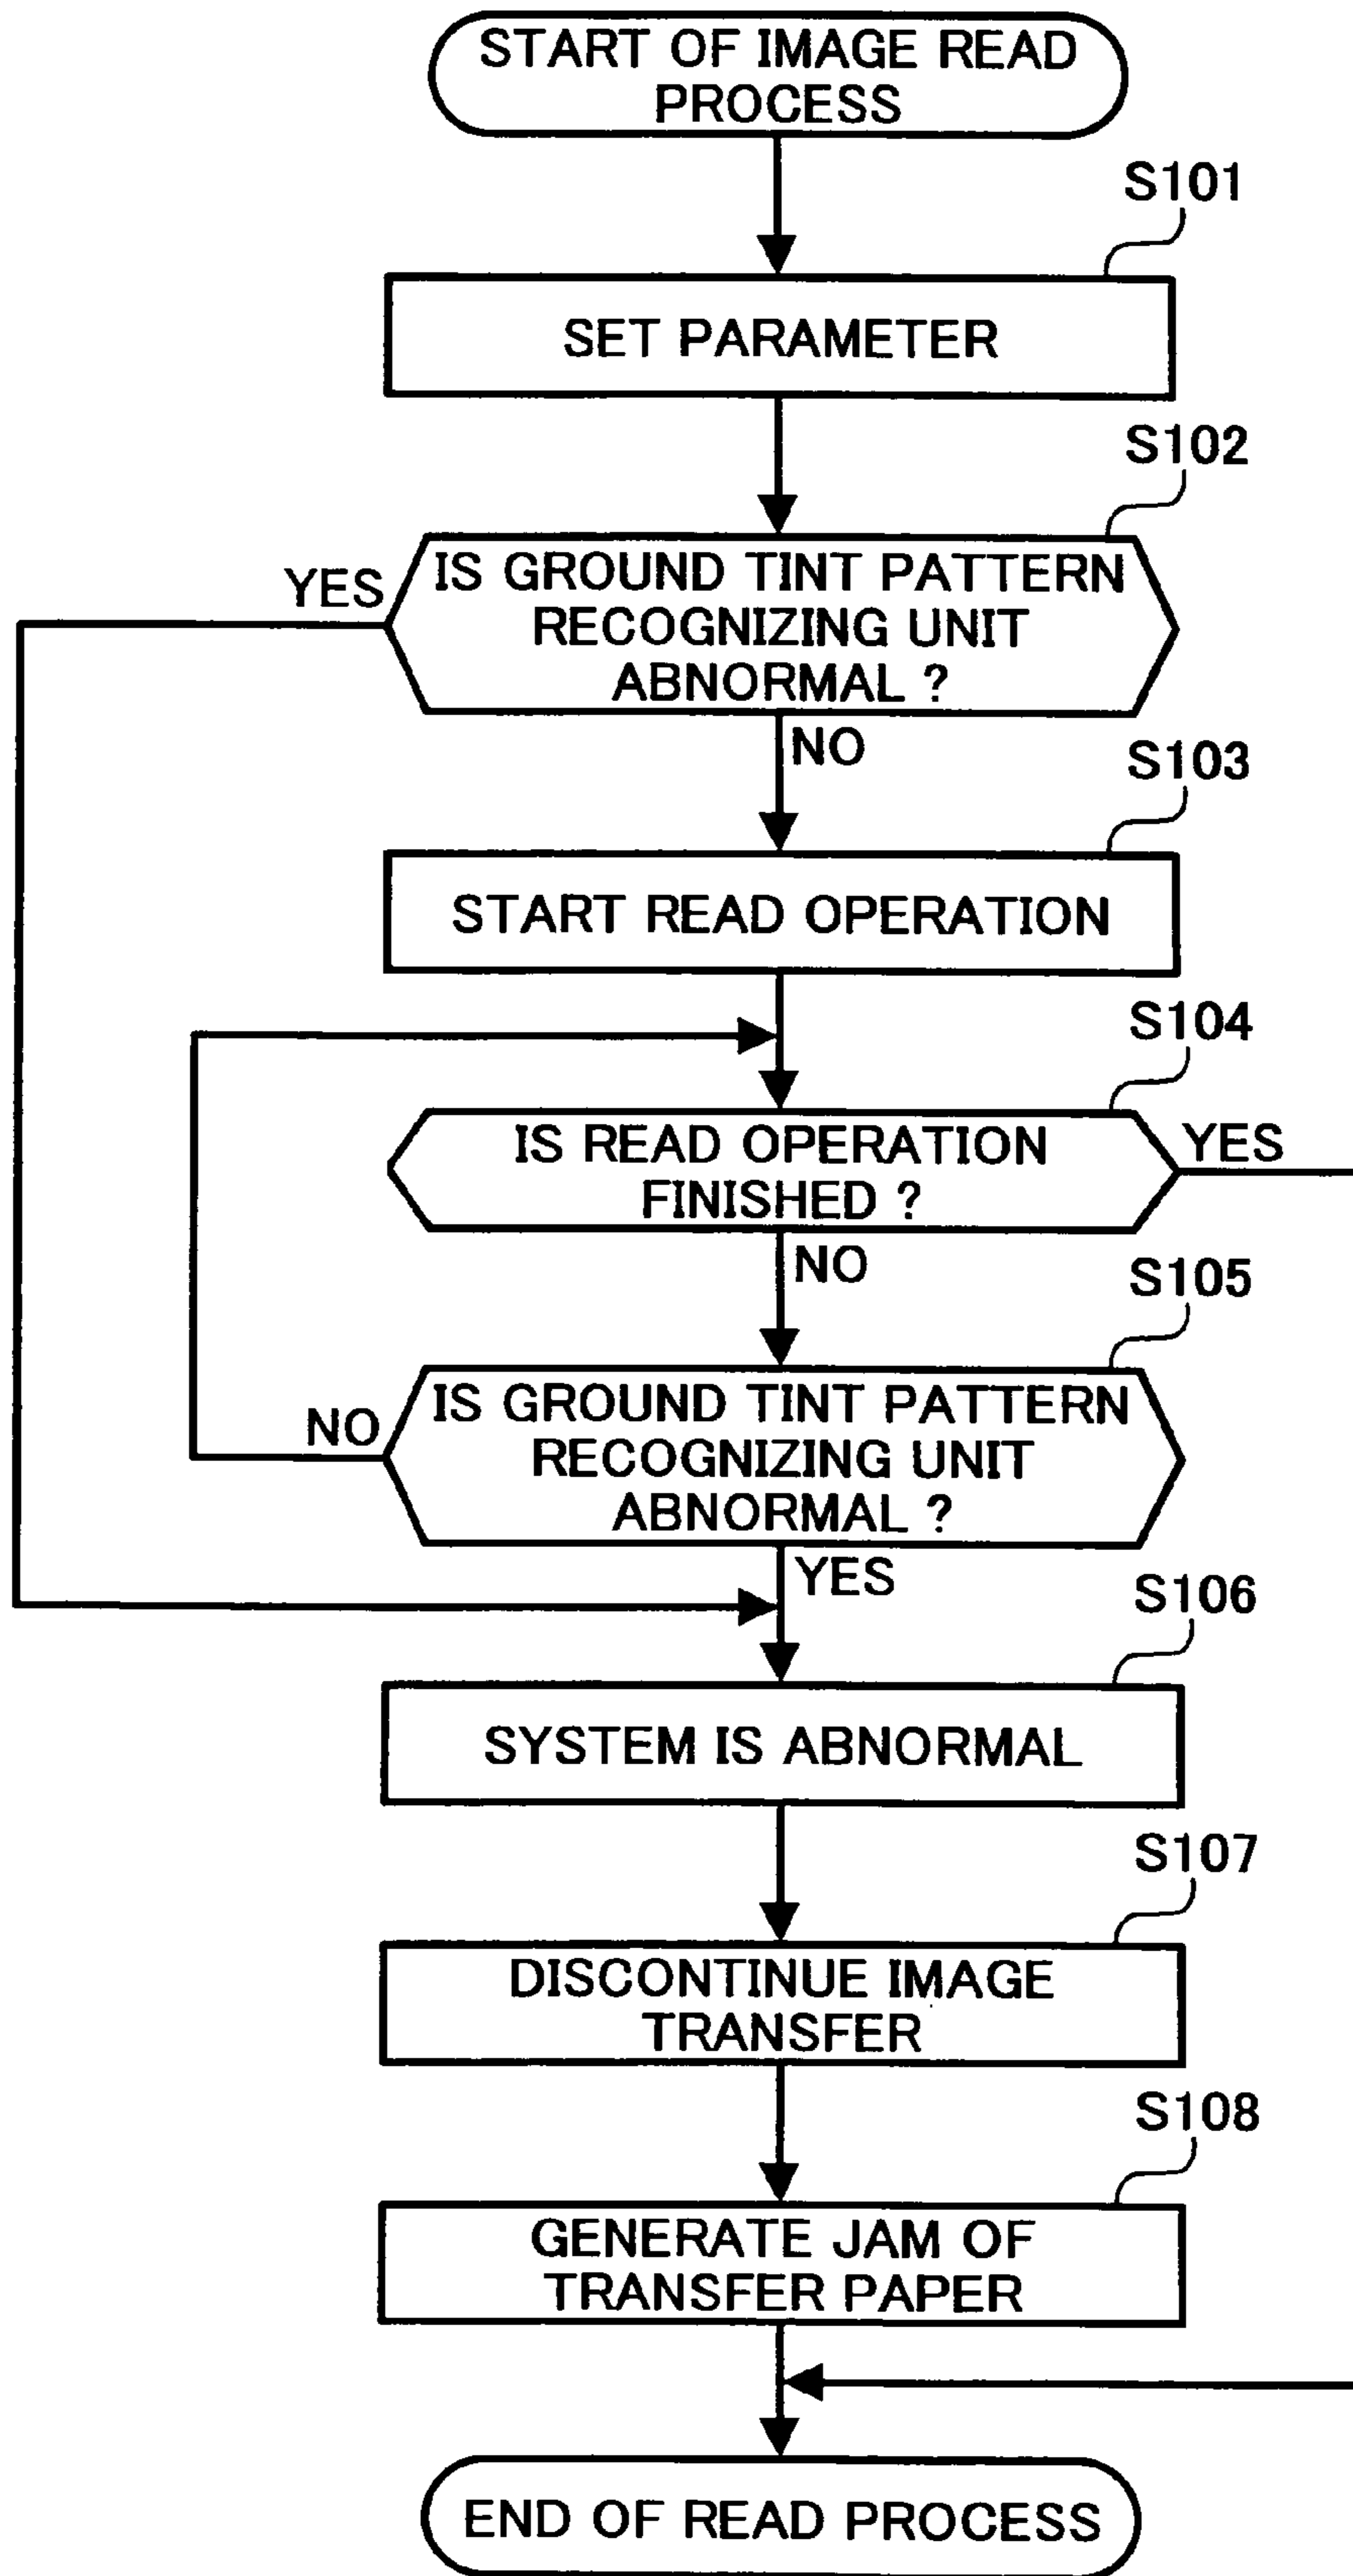 START OF IMAGE READ
PROCESS
S101
SET PARAMETER
S102
YES
IS GROUND TINT PATTERN
RECOGNIZING UNIT
ABNORMAL ?
NO
S103
START READ OPERATION
S104
IS READ OPERATION
FINISHED ?
YES
NO
S105
IS GROUND TINT PATTERN
RECOGNIZING UNIT
ABNORMAL ?
NO
YES
S106
SYSTEM IS ABNORMAL
S107
DISCONTINUE IMAGE
TRANSFER
S108
GENERATE JAM OF
TRANSFER PAPER
END OF READ PROCESS